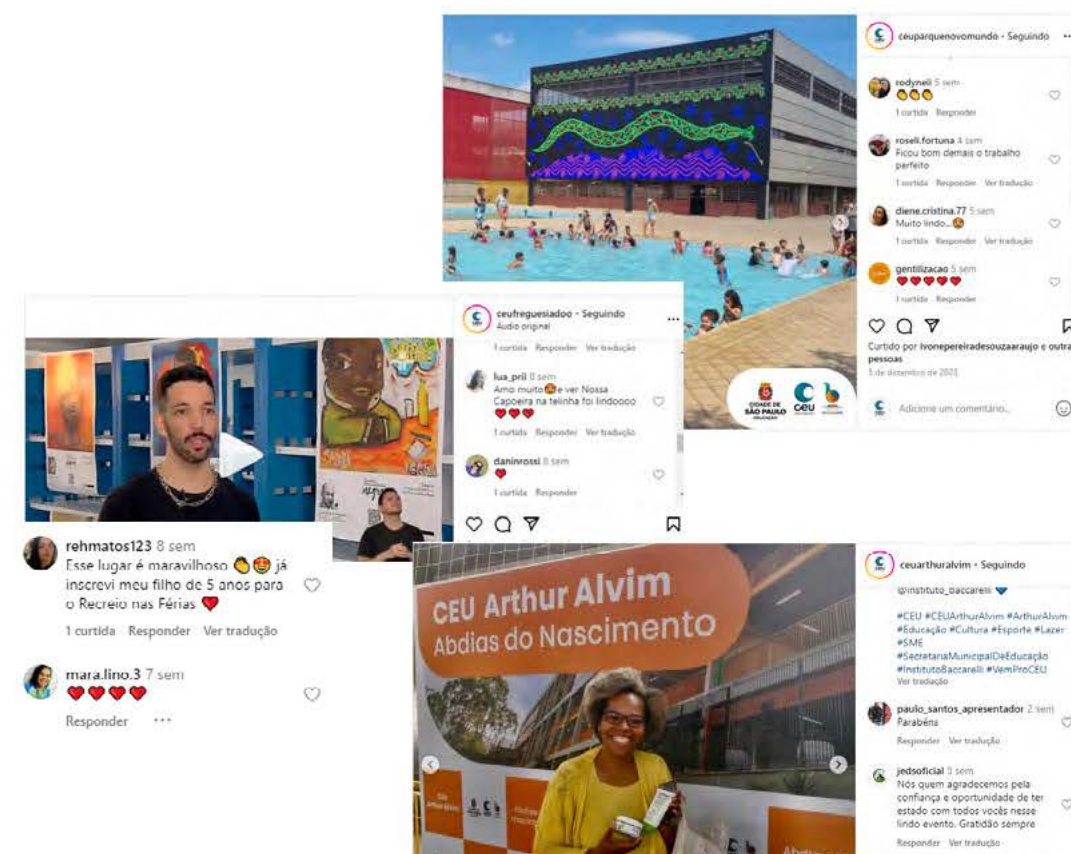 ceuparquenovomundo • Seguindo
rodyneli 5 sem
1 curtida Responder
roseli.fortuna 4 sem
Ficou bom demais o trabalho
perfeito
1 curtida Responder Ver tradução
diene.cristina.77 5 sem
Muito lindo...
1 curtida Responder Ver tradução
gentilizacao 5 sem
1 curtida Responder
Curtido por ivonepereiradesouzaaraujo e outras
pessoas
de dezembro de
Adicione um comentário...
CIDADE DE
SÃO PAULO
EDUCAÇÃO
CEU
ceufreguesiadoo • Seguindo
Áudio original
1 curtida Responder Ver tradução
lua_prii 8 sem
Amo muito e ver Nossa
Capoeira na telinha foi lindoooo
1 curtida Responder Ver tradução
daninrossi 8 sem
1 curtida Responder
rehmatos123 8 sem
Esse lugar é maravilhoso já
inscrevi meu filho de 5 anos para
o Recreio nas Férias
1 curtida Responder Ver tradução
mara.lino.3 7 sem
Responder
CEU Arthur Alvim
Abdias do Nascimento
ceuarthuralvim • Seguindo
@instituto_baccarelli
#CEU #CEUArthurAlvim #ArthurAlvim
#Educação #Cultura #Esporte #Lazer
#SME
#SecretariaMunicipalDeEducação
#InstitutoBaccarelli #VemProCEU
Ver tradução
paulo_santos_apresentador 2 sem
Parabéns
Responder Ver tradução
jedsoficial 3 sem
Nós quem agradecemos pela
confiança e oportunidade de ter
estado com todos vocês nesse
lindo evento. Gratidão sempre
Responder Ver tradução